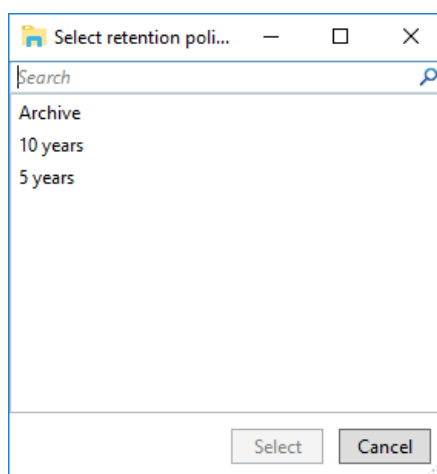 Select retention poli...
Search
Archive
10 years
5 years
Select
Cancel